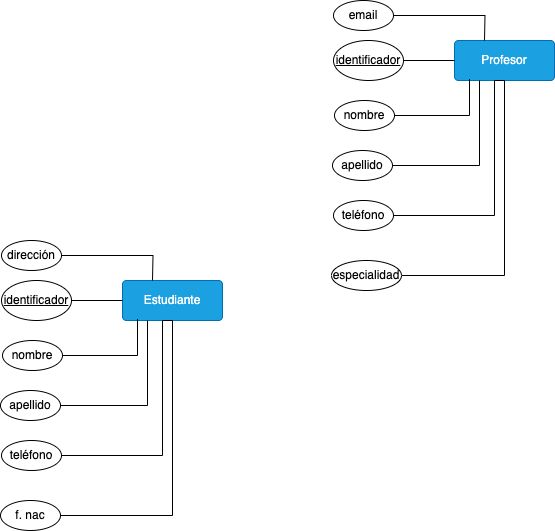 email
identificador
Profesor
nombre
apellido
teléfono
especialidad
dirección
identificador
Estudiante
nombre
apellido
teléfono
f. nac